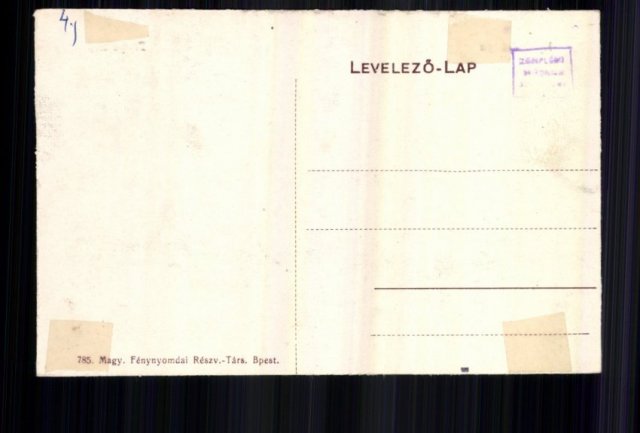 4.
LEVELEZŐ-LAP
785. Magy. Fénynyomdai Részv.-Társ. Bpest.